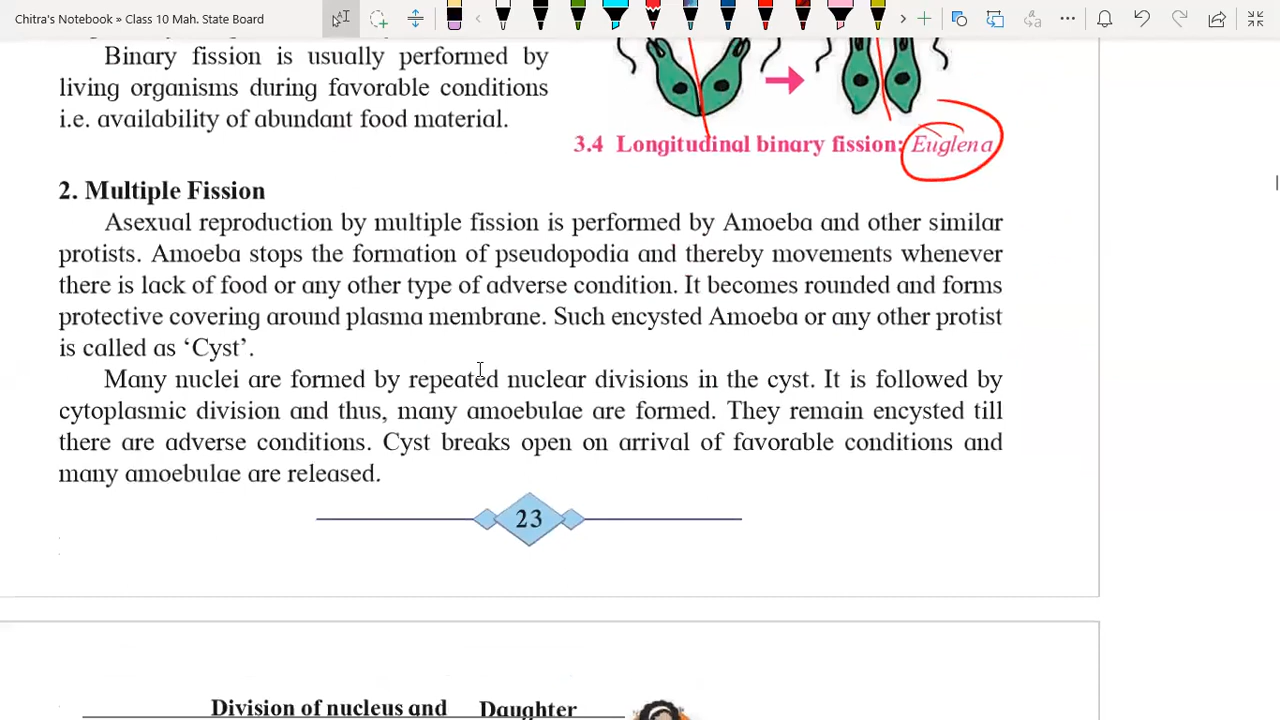 Chitra's Notebook » Class 10 Mah. State Board
Binary fission is usually performed by
living organisms during favorable conditions
i.e. availability of abundant food material.
3.4 Longitudinal binary fission: Euglena
2. Multiple Fission
Asexual reproduction by multiple fission is performed by Amoeba and other similar
protists. Amoeba stops the formation of pseudopodia and thereby movements whenever
there is lack of food or any other type of adverse condition. It becomes rounded and forms
protective covering around plasma membrane. Such encysted Amoeba or any other protist
is called as ‘Cyst’.
Many nuclei are formed by repeated nuclear divisions in the cyst. It is followed by
cytoplasmic division and thus, many amoebulae are formed. They remain encysted till
there are adverse conditions. Cyst breaks open on arrival of favorable conditions and
many amoebulae are released.
23
Division of nucleus and Daughter